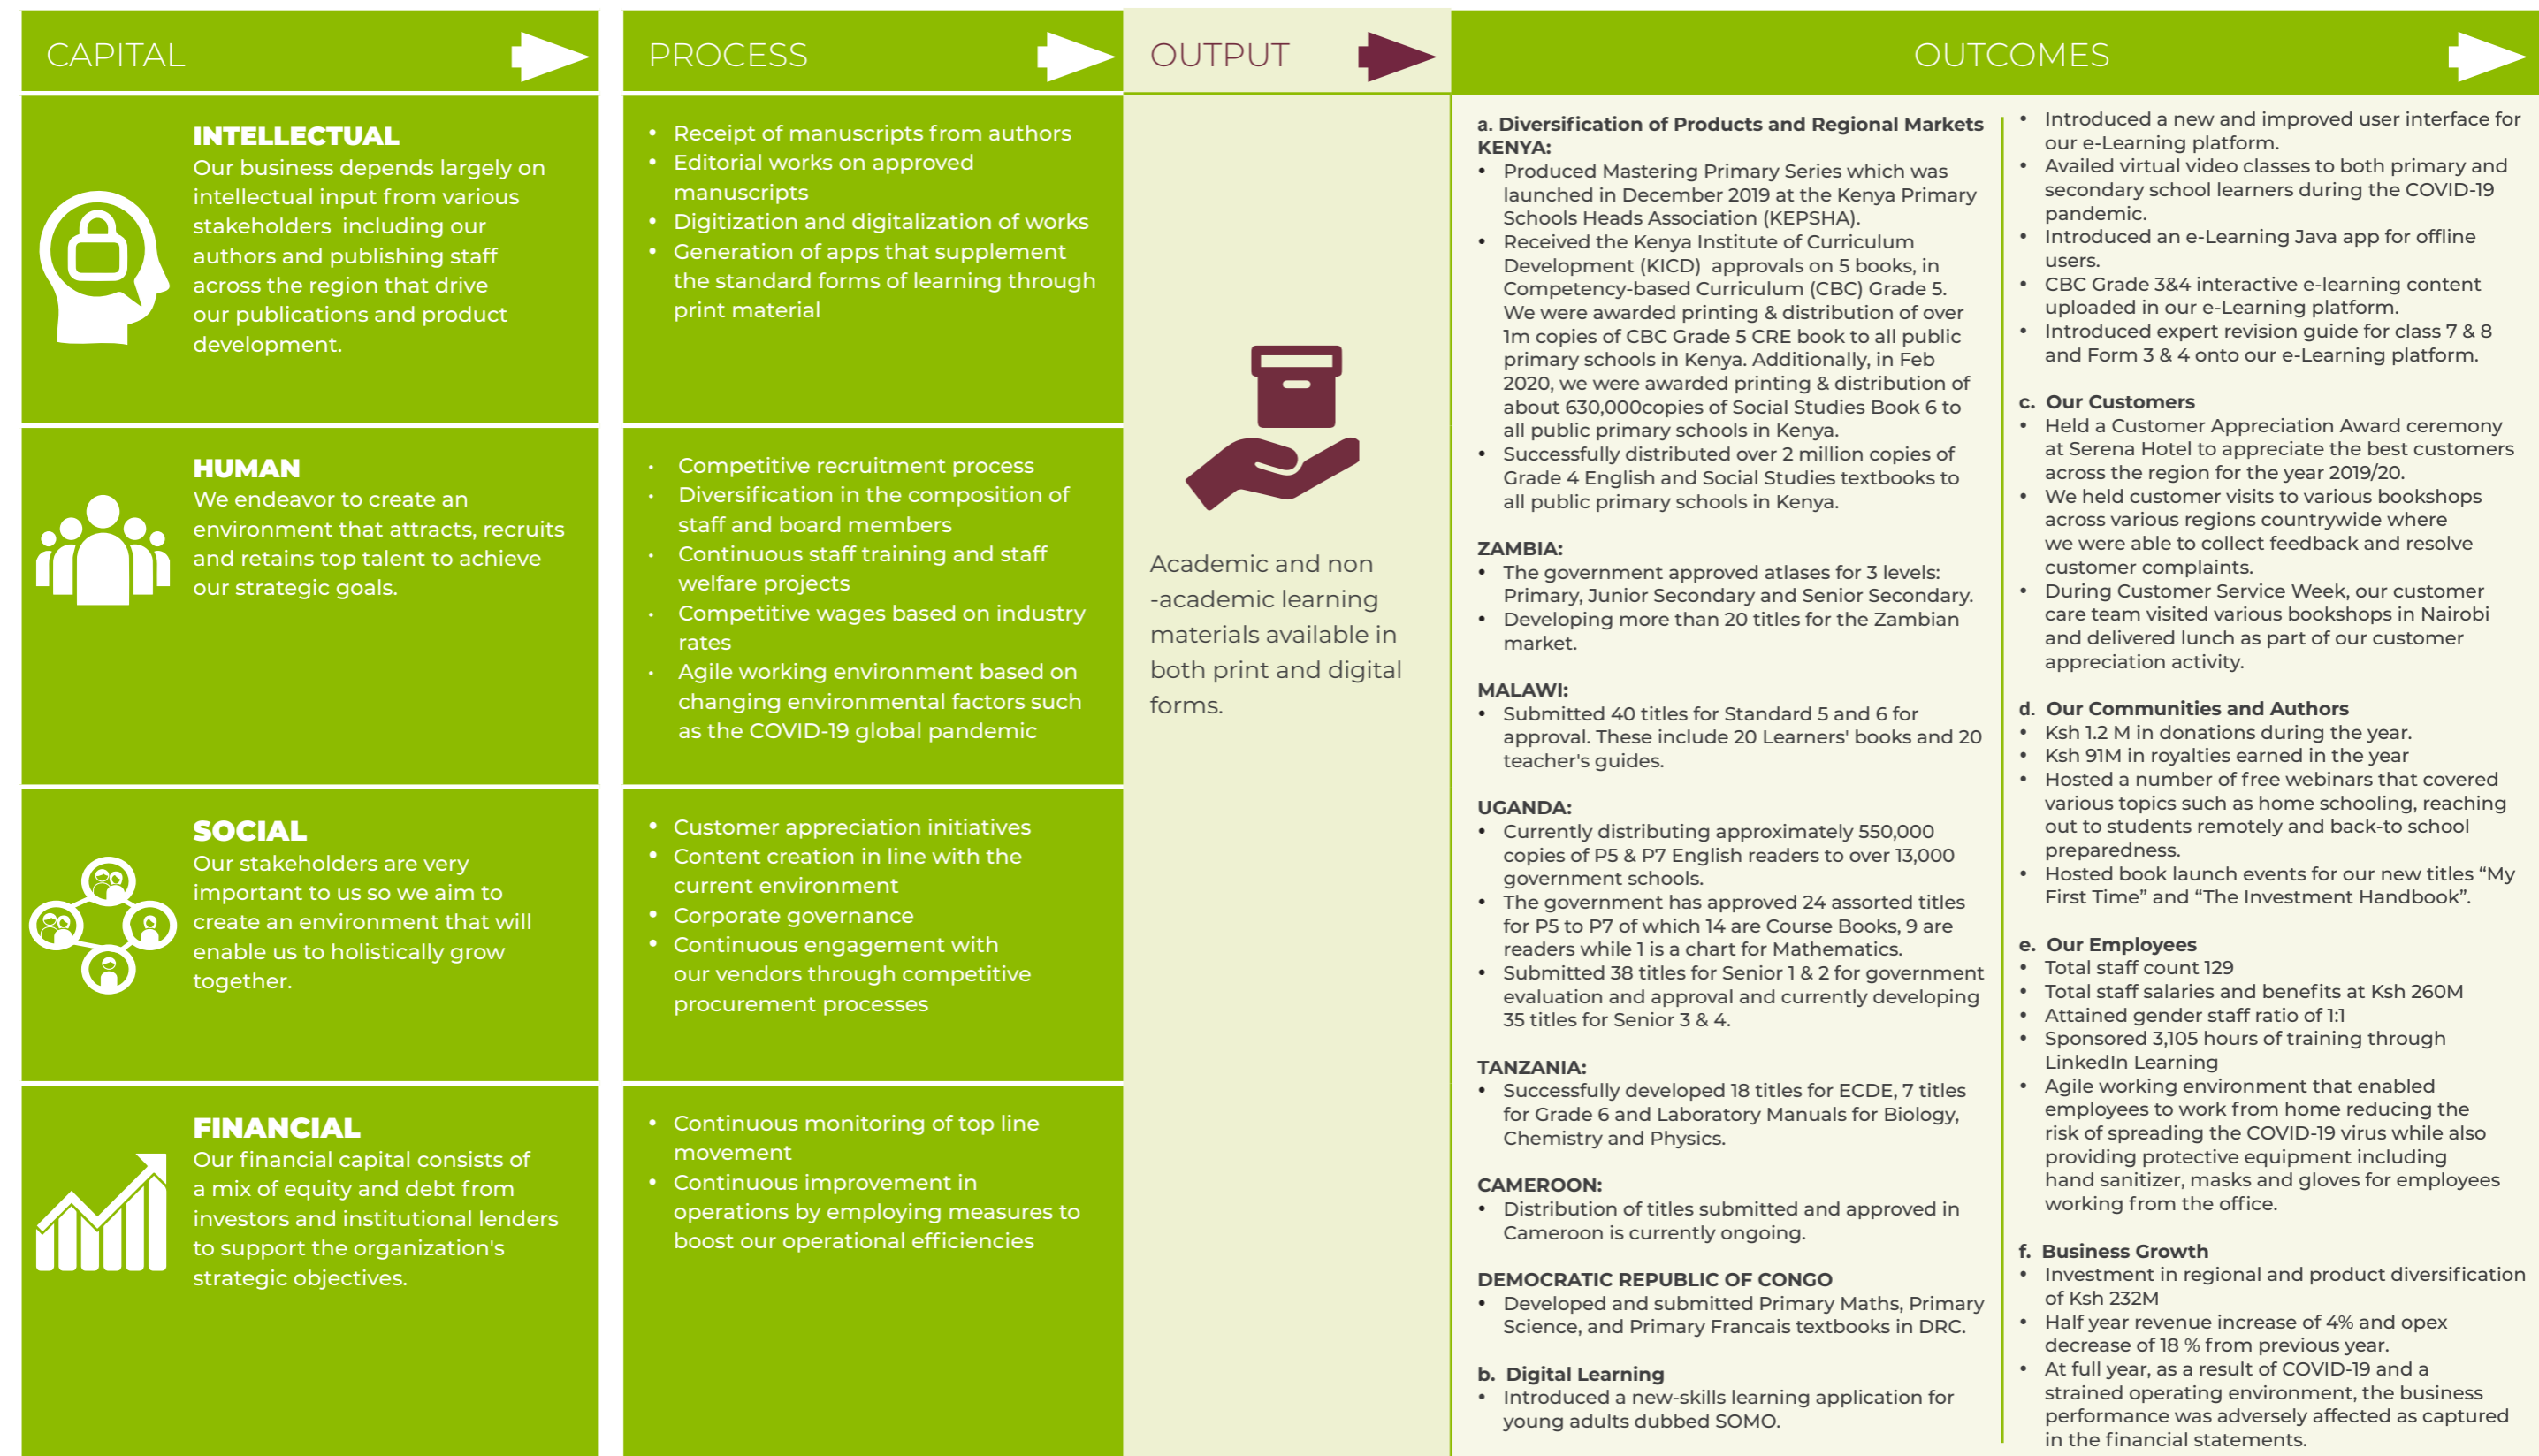 CAPITAL
PROCESS
OUTPUT
OUTCOMES
INTELLECTUAL
Our business depends largely on
intellectual input from various
stakeholders including our
authors and publishing staff
across the region that drive
our publications and product
development.
• Receipt of manuscripts from authors
• Editorial works on approved
manuscripts
• Digitization and digitalization of works
• Generation of apps that supplement
the standard forms of learning through
print material
HUMAN
We endeavor to create an
environment that attracts, recruits
and retains top talent to achieve
our strategic goals.
• Competitive recruitment process
• Diversification in the composition of
staff and board members
• Continuous staff training and staff
welfare projects
• Competitive wages based on industry
rates
• Agile working environment based on
changing environmental factors such
as the COVID-19 global pandemic
SOCIAL
Our stakeholders are very
important to us so we aim to
create an environment that will
enable us to holistically grow
together.
• Customer appreciation initiatives
• Content creation in line with the
current environment
• Corporate governance
• Continuous engagement with
our vendors through competitive
procurement processes
FINANCIAL
Our financial capital consists of
a mix of equity and debt from
investors and institutional lenders
to support the organization's
strategic objectives.
• Continuous monitoring of top line
movement
• Continuous improvement in
operations by employing measures to
boost our operational efficiencies
Academic and non
-academic learning
materials available in
both print and digital
forms.
a. Diversification of Products and Regional Markets
KENYA:
• Produced Mastering Primary Series which was
launched in December 2019 at the Kenya Primary
Schools Heads Association (KEPSHA).
• Received the Kenya Institute of Curriculum
Development (KICD) approvals on 5 books, in
Competency-based Curriculum (CBC) Grade 5.
We were awarded printing & distribution of over
1m copies of CBC Grade 5 CRE book to all public
primary schools in Kenya. Additionally, in Feb
2020, we were awarded printing & distribution of
about 630,000copies of Social Studies Book 6 to
all public primary schools in Kenya.
• Successfully distributed over 2 million copies of
Grade 4 English and Social Studies textbooks to
all public primary schools in Kenya.
ZAMBIA:
• The government approved atlases for 3 levels:
Primary, Junior Secondary and Senior Secondary.
• Developing more than 20 titles for the Zambian
market.
MALAWI:
• Submitted 40 titles for Standard 5 and 6 for
approval. These include 20 Learners' books and 20
teacher's guides.
UGANDA:
• Currently distributing approximately 550,000
copies of P5 & P7 English readers to over 13,000
government schools.
• The government has approved 24 assorted titles
for P5 to P7 of which 14 are Course Books, 9 are
readers while 1 is a chart for Mathematics.
• Submitted 38 titles for Senior 1 & 2 for government
evaluation and approval and currently developing
35 titles for Senior 3 & 4.
TANZANIA:
• Successfully developed 18 titles for ECDE, 7 titles
for Grade 6 and Laboratory Manuals for Biology,
Chemistry and Physics.
CAMEROON:
• Distribution of titles submitted and approved in
Cameroon is currently ongoing.
DEMOCRATIC REPUBLIC OF CONGO
• Developed and submitted Primary Maths, Primary
Science, and Primary Francais textbooks in DRC.
b. Digital Learning
• Introduced a new-skills learning application for
young adults dubbed SOMO.
• Introduced a new and improved user interface for
our e-Learning platform.
• Availed virtual video classes to both primary and
secondary school learners during the COVID-19
pandemic.
• Introduced an e-Learning Java app for offline
users.
• CBC Grade 3&4 interactive e-learning content
uploaded in our e-Learning platform.
• Introduced expert revision guide for class 7 & 8
and Form 3 & 4 onto our e-Learning platform.
c. Our Customers
• Held a Customer Appreciation Award ceremony
at Serena Hotel to appreciate the best customers
across the region for the year 2019/20.
• We held customer visits to various bookshops
across various regions countrywide where
we were able to collect feedback and resolve
customer complaints.
• During Customer Service Week, our customer
care team visited various bookshops in Nairobi
and delivered lunch as part of our customer
appreciation activity.
d. Our Communities and Authors
• Ksh 1.2 M in donations during the year.
• Ksh 91M in royalties earned in the year
• Hosted a number of free webinars that covered
various topics such as home schooling, reaching
out to students remotely and back-to school
preparedness.
• Hosted book launch events for our new titles “My
First Time” and “The Investment Handbook”.
e. Our Employees
• Total staff count 129
• Total staff salaries and benefits at Ksh 260M
• Attained gender staff ratio of 1:1
• Sponsored 3,105 hours of training through
LinkedIn Learning
• Agile working environment that enabled
employees to work from home reducing the
risk of spreading the COVID-19 virus while also
providing protective equipment including
hand sanitizer, masks and gloves for employees
working from the office.
f. Business Growth
• Investment in regional and product diversification
of Ksh 232M
• Half year revenue increase of 4% and opex
decrease of 18 % from previous year.
• At full year, as a result of COVID-19 and a
strained operating environment, the business
performance was adversely affected as captured
in the financial statements.